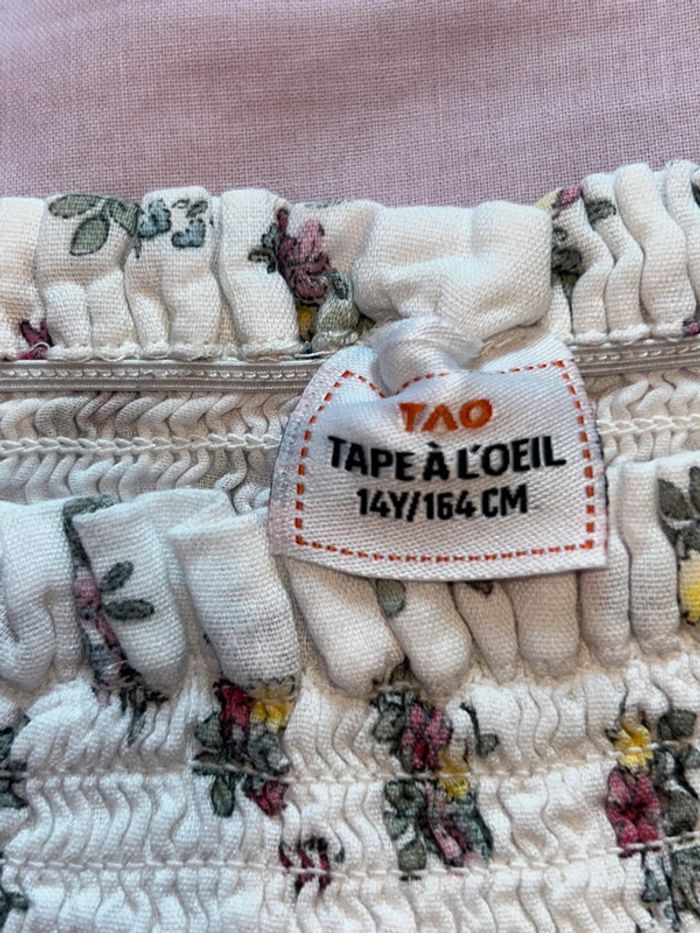 TAO
TAPE À L'OEIL
14Y/164 CM